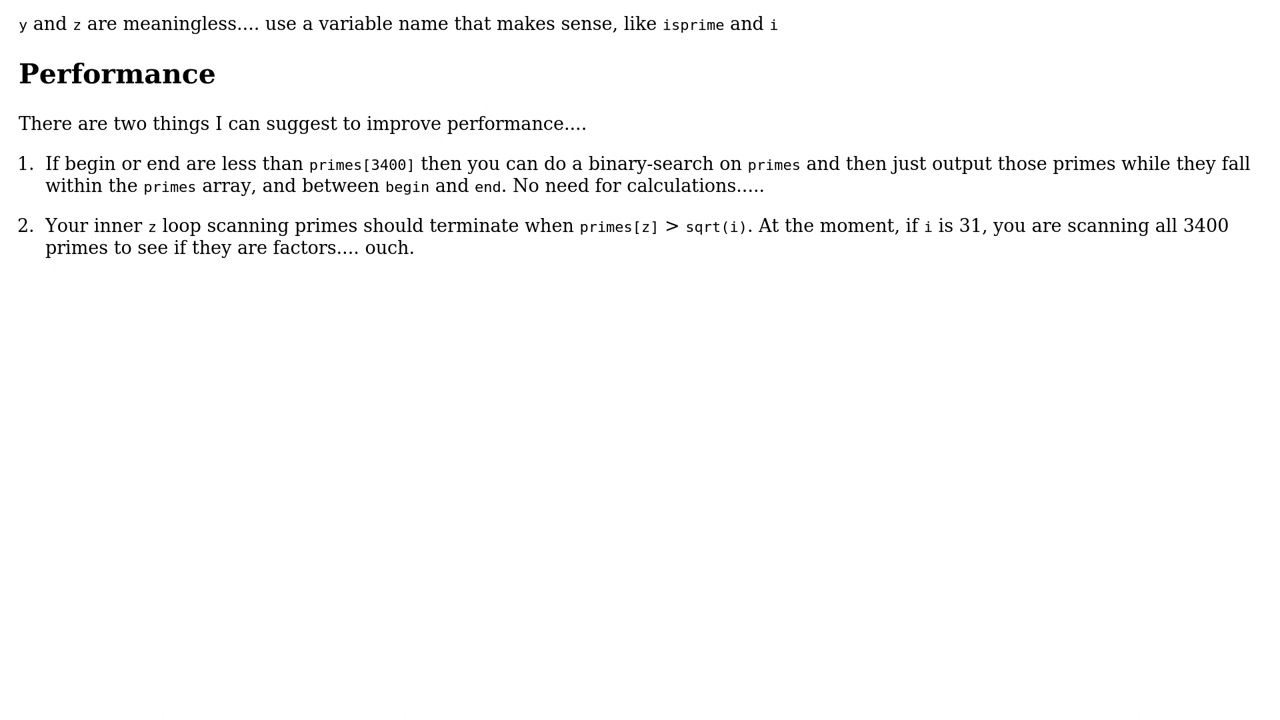 y and z are meaningless.... use a variable name that makes sense, like isprime and i
Performance
There are two things I can suggest to improve performance....
1. If begin or end are less than primes[3400] then you can do a binary-search on primes and then just output those primes while they fall
within the primes array, and between begin and end. No need for calculations.....
2. Your inner z loop scanning primes should terminate when primes[z] > sqrt(i). At the moment, if i is 31, you are scanning all 3400
primes to see if they are factors.... ouch.